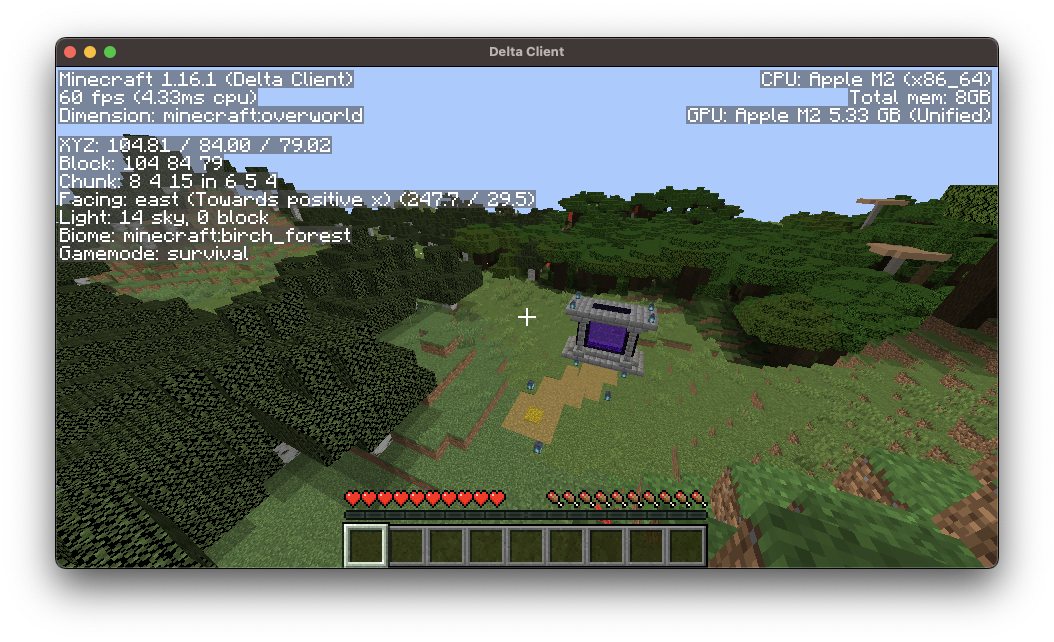 Delta Client
Minecraft 1.16.1 (Delta Client)
60 fps (4.33ms cpu)
Dimension: minecraft:overworld
XYZ: 104.81 / 84.00 / 79.02
Block: 104 84 79
Chunk: 8 4 15 in 6 5 4
Facing: east (Towards positive x) (247.7 / 29.5)
Light: 14 sky, 0 block
Biome: minecraft:birch_forest
Gamemode: survival
CPU: Apple M2 (x86_64)
Total mem: 8GB
GPU: Apple M2 5.33 GB (Unified)